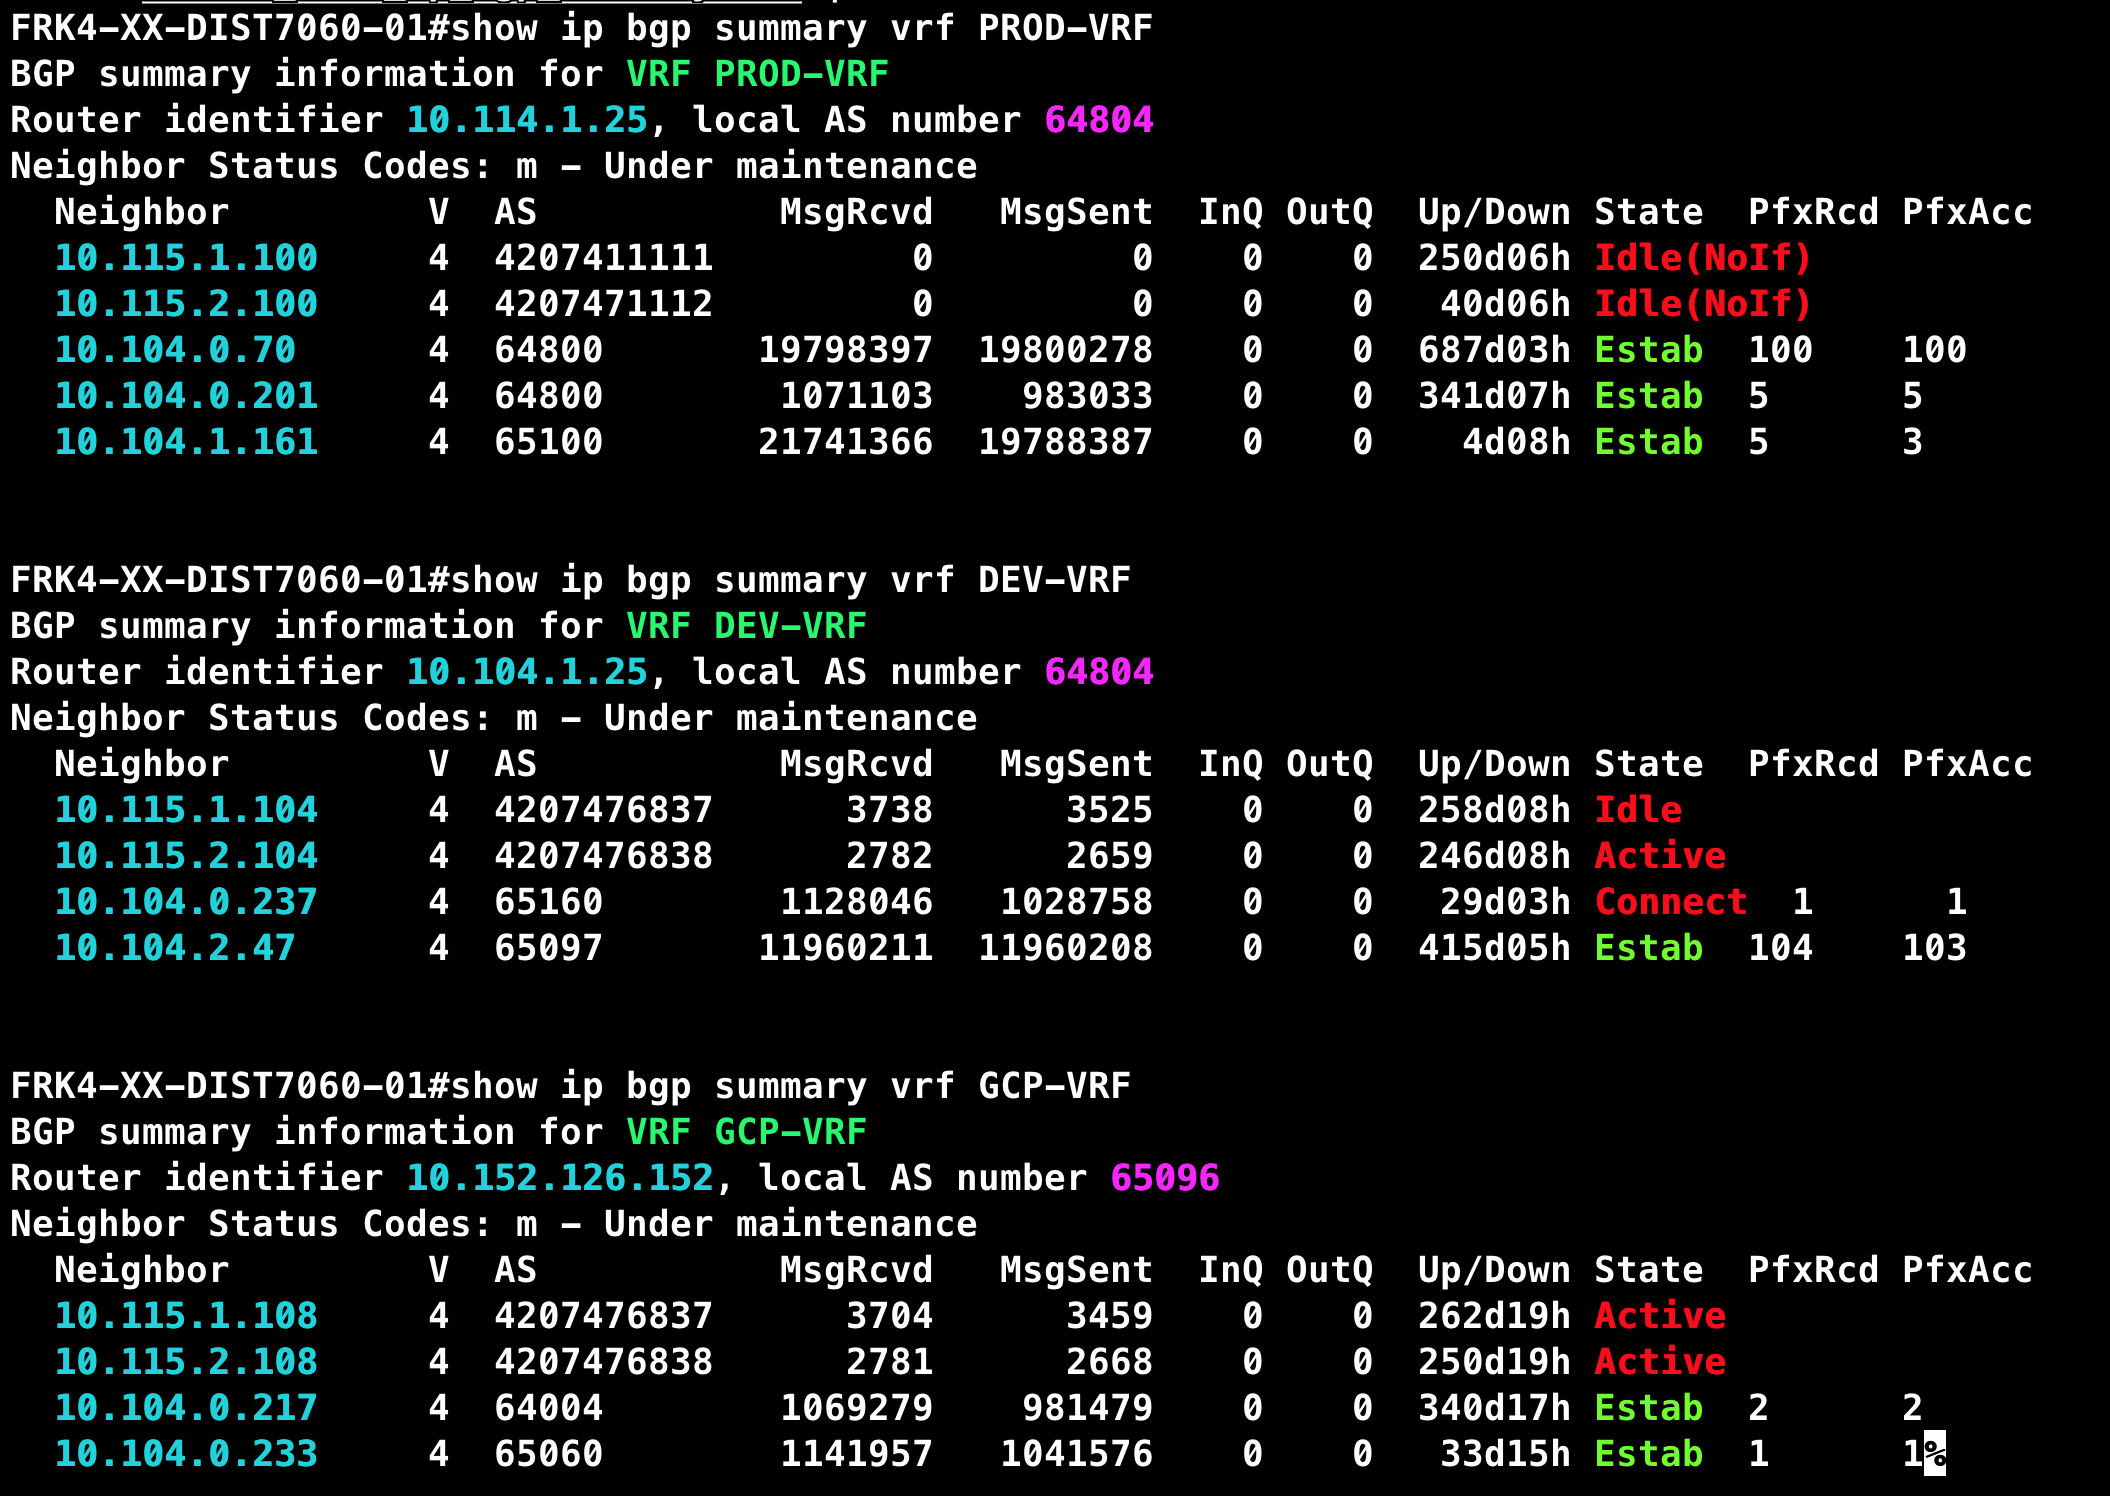 FRK4-XX-DIST7060-01#show ip bgp summary vrf PROD-VRF
BGP summary information for VRF PROD-VRF
Router identifier 10.114.1.25, local AS number 64804
Neighbor Status Codes: m - Under maintenance
  Neighbor         V  AS           MsgRcvd   MsgSent  InQ OutQ  Up/Down State  PfxRcd PfxAcc
  10.115.1.100     4  4207411111         0         0    0    0  250d06h Idle(NoIf)
  10.115.2.100     4  4207471112         0         0    0    0   40d06h Idle(NoIf)
  10.104.0.70      4  64800       19798397  19800278    0    0  687d03h Estab  100    100
  10.104.0.201     4  64800        1071103    983033    0    0  341d07h Estab  5      5
  10.104.1.161     4  65100       21741366  19788387    0    0    4d08h Estab  5      3
FRK4-XX-DIST7060-01#show ip bgp summary vrf DEV-VRF
BGP summary information for VRF DEV-VRF
Router identifier 10.104.1.25, local AS number 64804
Neighbor Status Codes: m - Under maintenance
  Neighbor         V  AS           MsgRcvd   MsgSent  InQ OutQ  Up/Down State  PfxRcd PfxAcc
  10.115.1.104     4  4207476837      3738      3525    0    0  258d08h Idle
  10.115.2.104     4  4207476838      2782      2659    0    0  246d08h Active
  10.104.0.237     4  65160        1128046   1028758    0    0   29d03h Connect  1      1
  10.104.2.47      4  65097       11960211  11960208    0    0  415d05h Estab  104    103
FRK4-XX-DIST7060-01#show ip bgp summary vrf GCP-VRF
BGP summary information for VRF GCP-VRF
Router identifier 10.152.126.152, local AS number 65096
Neighbor Status Codes: m - Under maintenance
  Neighbor         V  AS           MsgRcvd   MsgSent  InQ OutQ  Up/Down State  PfxRcd PfxAcc
  10.115.1.108     4  4207476837      3704      3459    0    0  262d19h Active
  10.115.2.108     4  4207476838      2781      2668    0    0  250d19h Active
  10.104.0.217     4  64004        1069279    981479    0    0  340d17h Estab  2      2
  10.104.0.233     4  65060        1141957   1041576    0    0   33d15h Estab  1      1%